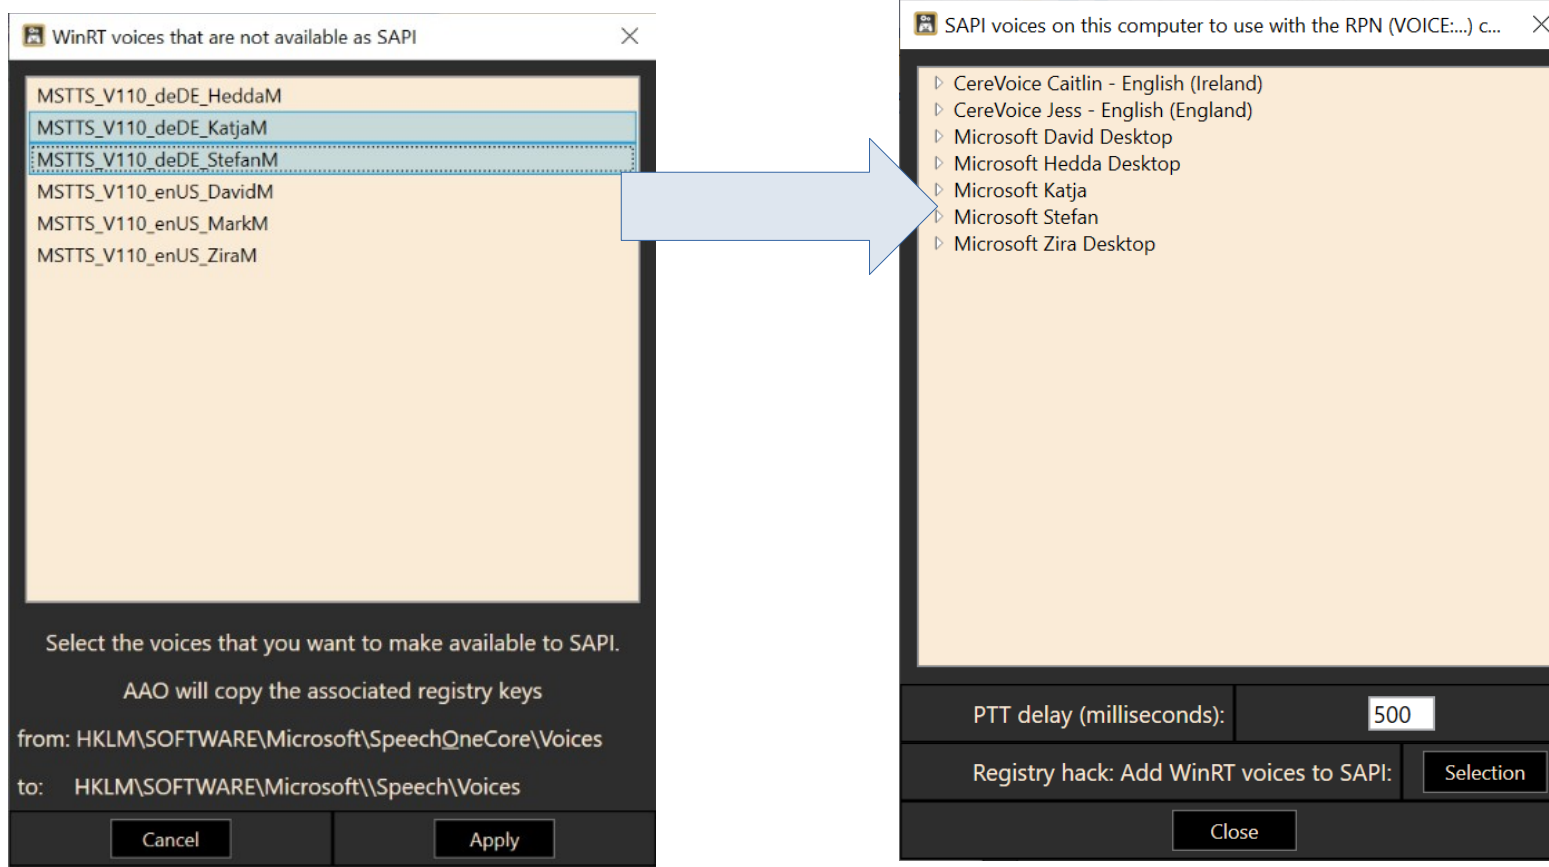 WinRT voices that are not available as SAPI
MSTTS_V110_deDE_HeddaM
MSTTS_V110_deDE_KatjaM
MSTTS_V110_deDE_StefanM
MSTTS_V110_enUS_DavidM
MSTTS_V110_enUS_MarkM
MSTTS_V110_enUS_ZiraM
Select the voices that you want to make available to SAPI.
AAO will copy the associated registry keys
from: HKLM\SOFTWARE\Microsoft\SpeechOneCore\Voices
to: HKLM\SOFTWARE\Microsoft\\Speech\Voices
Cancel
Apply
SAPI voices on this computer to use with the RPN (VOICE:...) c...
CereVoice Caitlin - English (Ireland)
CereVoice Jess - English (England)
Microsoft David Desktop
Microsoft Hedda Desktop
Microsoft Katja
Microsoft Stefan
Microsoft Zira Desktop
PTT delay (milliseconds): 500
Registry hack: Add WinRT voices to SAPI: Selection
Close